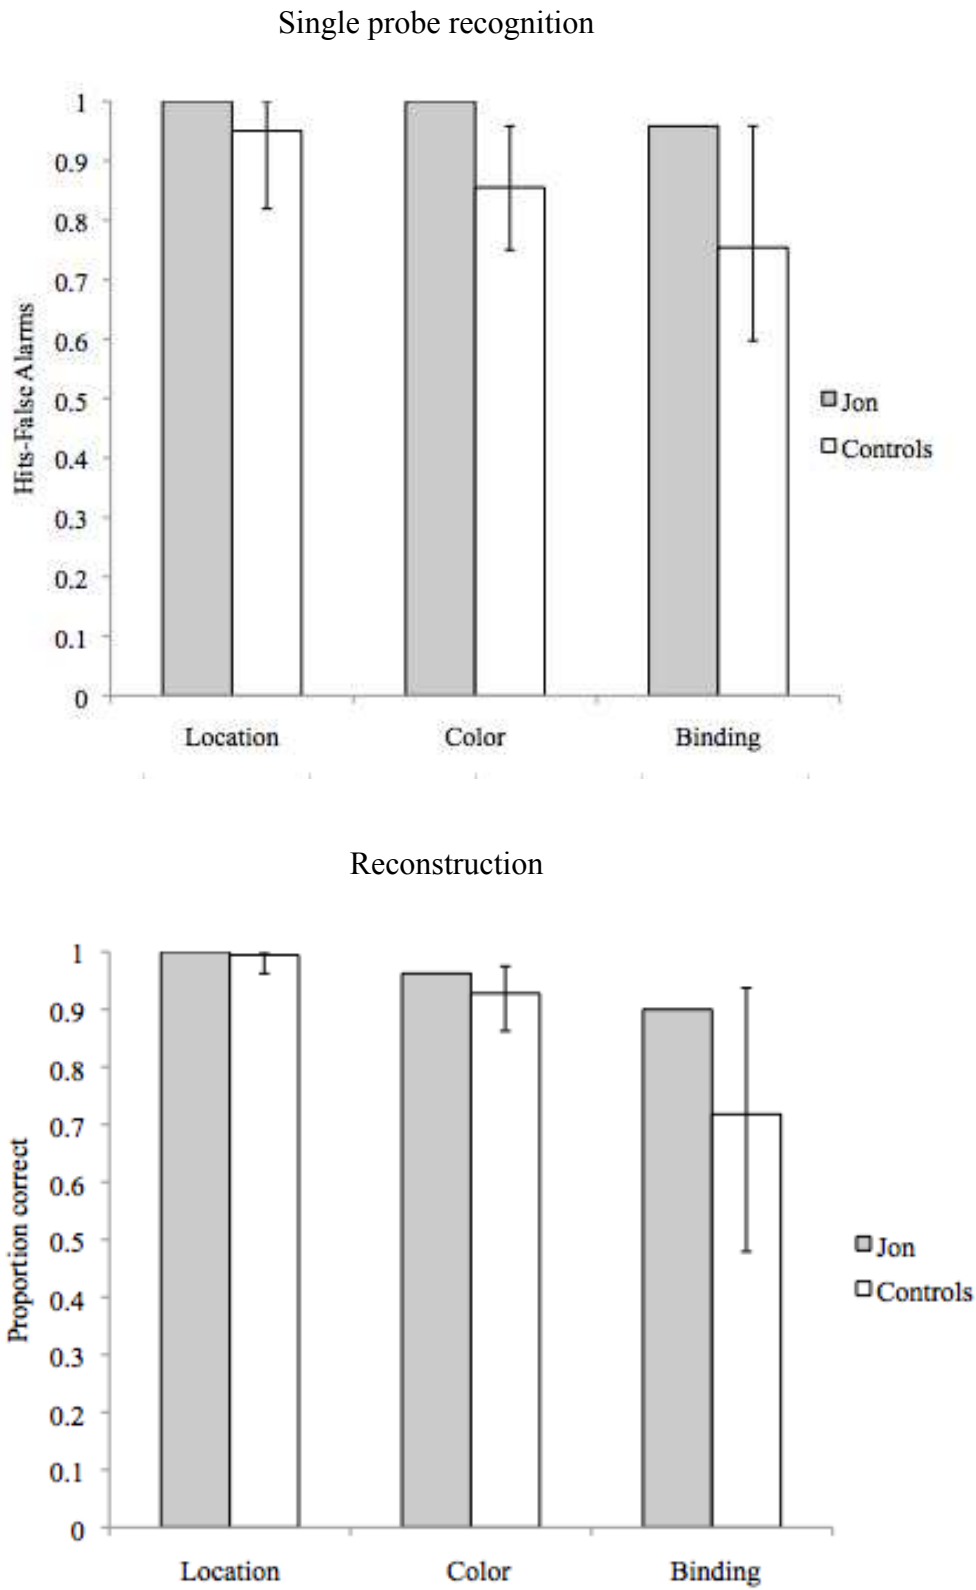 Single probe recognition
1
0.9
0.8
0.7
0.6
0.5
0.4
0.3
0.2
0.1
0
Hits-False Alarms
Jon
Controls
Location
Color
Binding
Reconstruction
1
0.9
0.8
0.7
0.6
0.5
0.4
0.3
0.2
0.1
0
Proportion correct
Jon
Controls
Location
Color
Binding